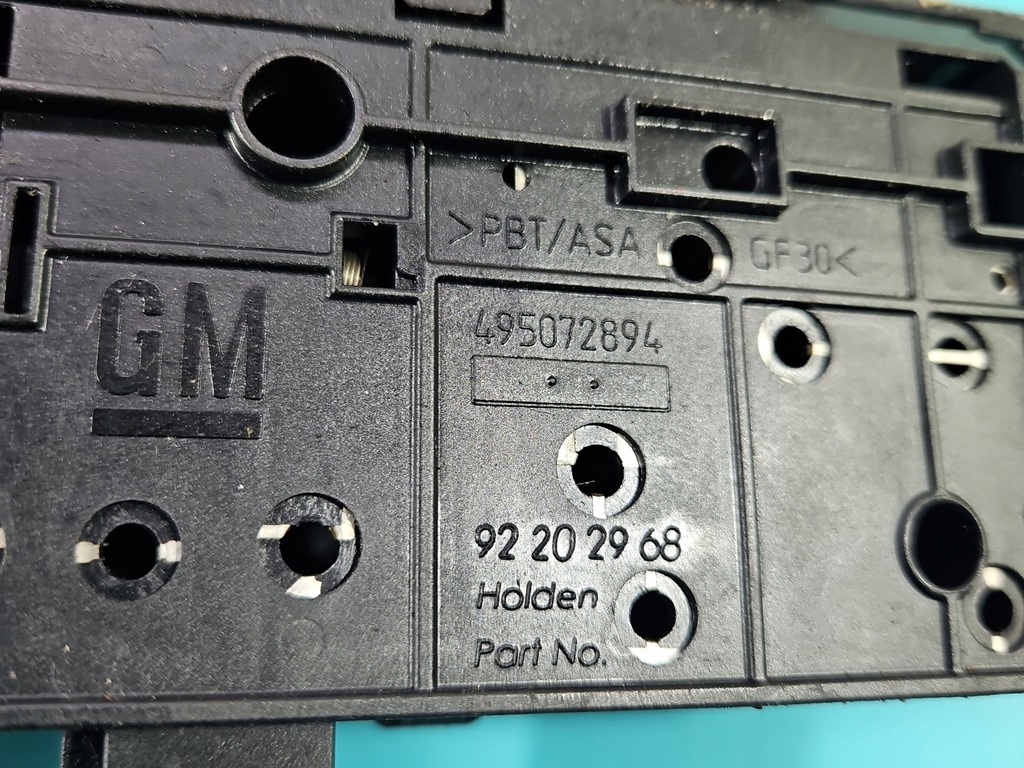 >PBT/ASA GF30<
GM
495072894
92 20 29 68
Holden
Part No.